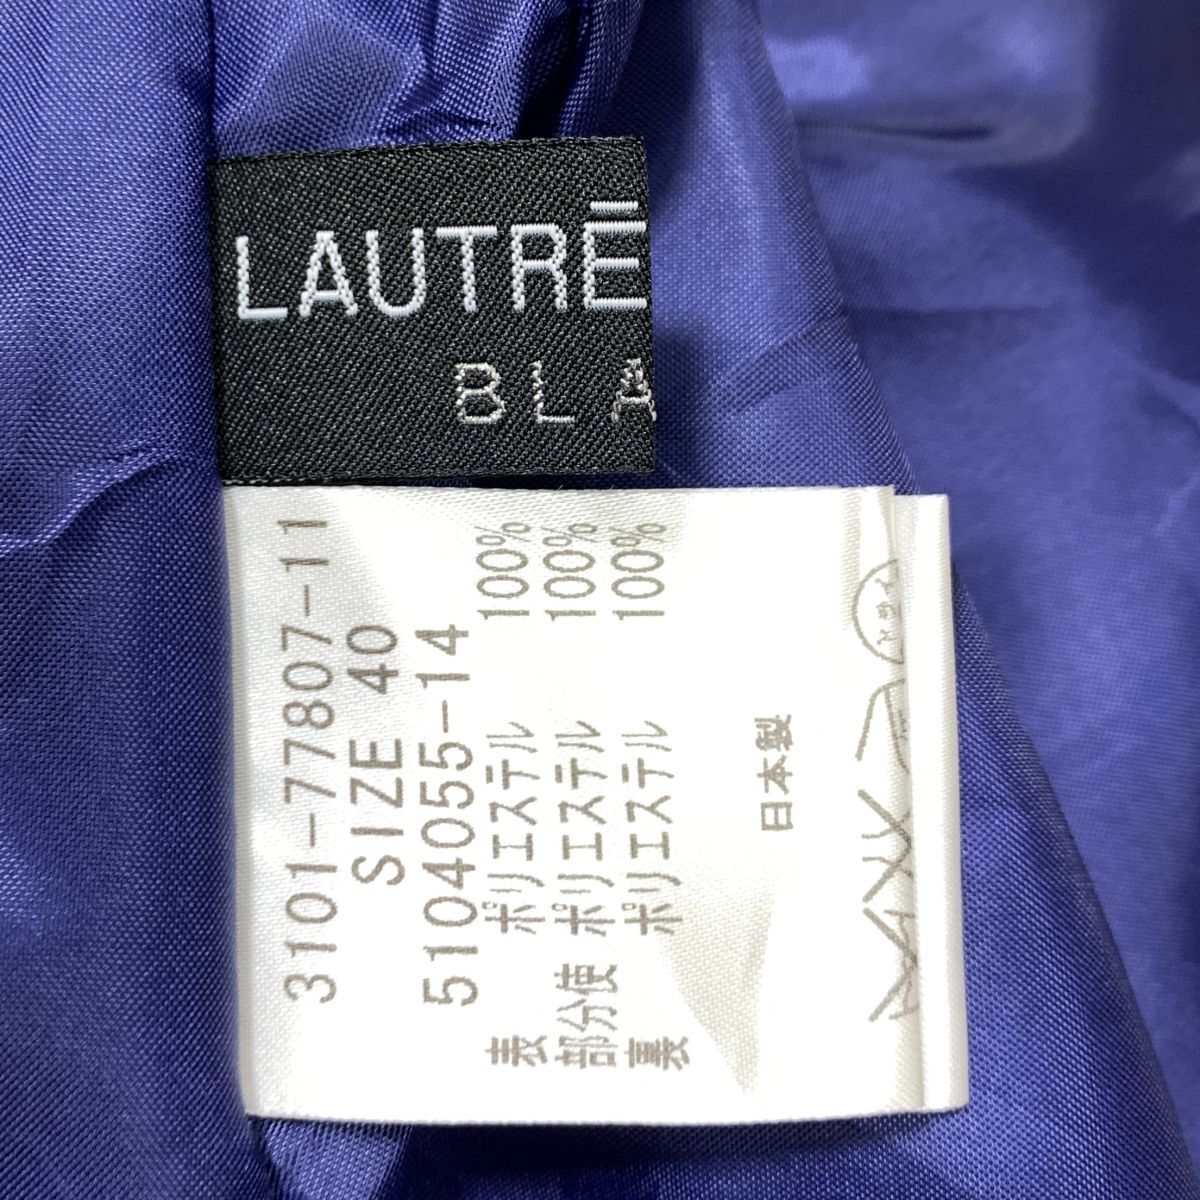 LAUTRĒ
BLA
3101-77807-11
SIZE 40
5104055-14
表 ポリエステル 100%
部分使 ポリエステル 100%
裏 ポリエステル 100%
日本製